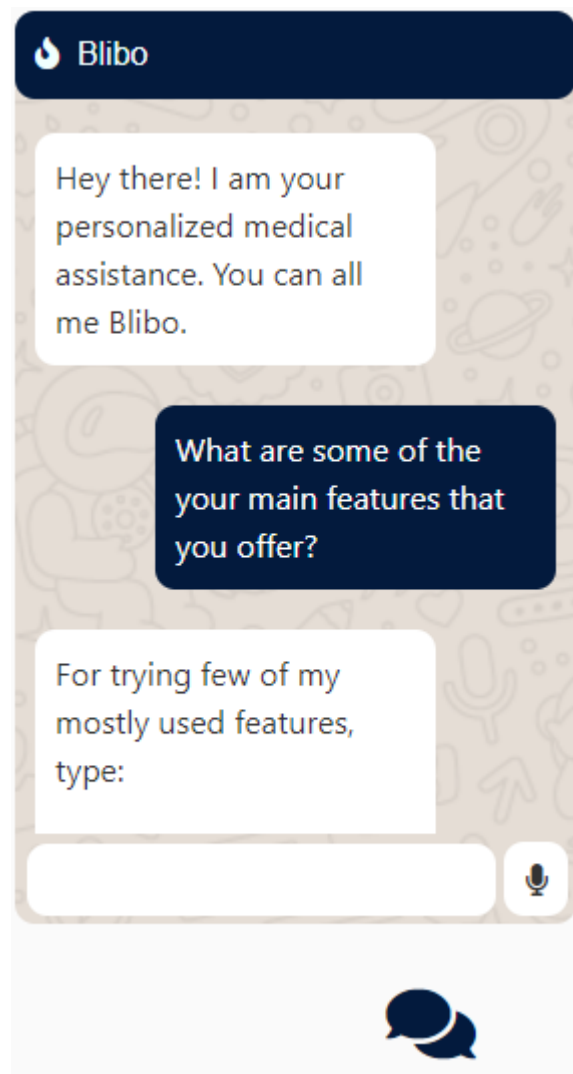 Blibo
Hey there! I am your
personalized medical
assistance. You can all
me Blibo.
What are some of the
your main features that
you offer?
For trying few of my
mostly used features,
type: